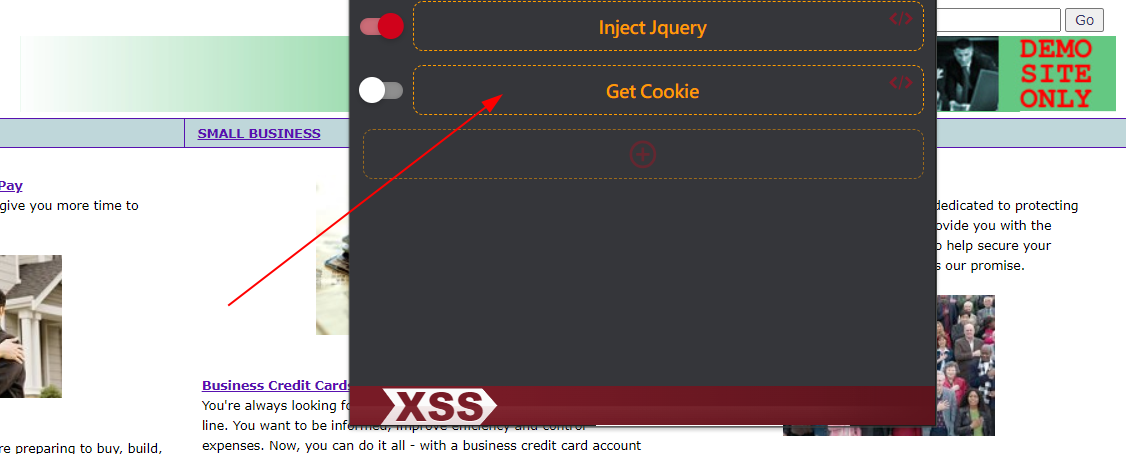 Inject Jquery
</>
Go
Get Cookie
</>
DEMO
SITE
ONLY
SMALL BUSINESS
Pay
give you more time to
dedicated to protecting
ovide you with the
o help secure your
s our promise.
Business Credit Cards
You're always looking fo
line. You want to be informed, improve efficiency and control
expenses. Now, you can do it all - with a business credit card account
re preparing to buy, build,
XSS